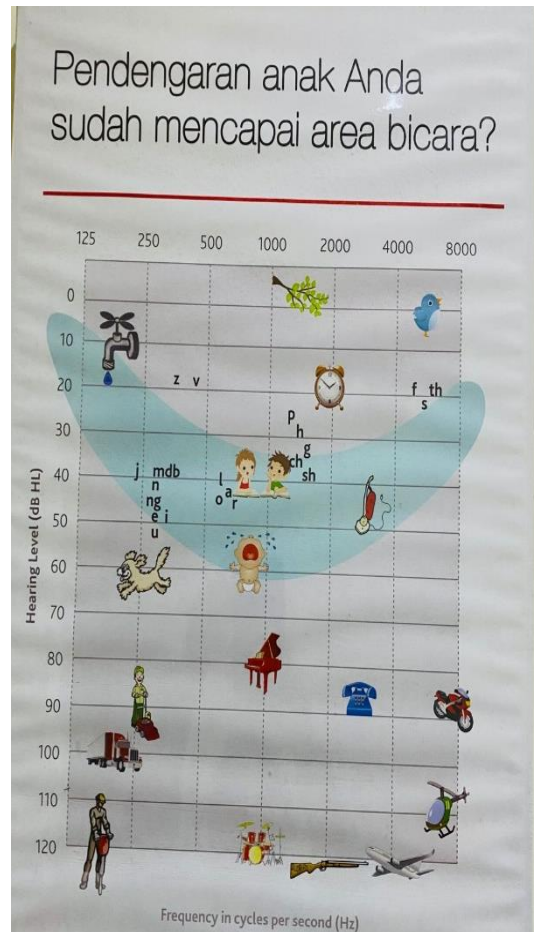 Pendengaran anak Anda
sudah mencapai area bicara?
125 250 500 1000 2000 4000 8000
0
10
20
30
40
50
60
70
80
90
100
110
120
Hearing Level (dB HL)
z v
f th
s
p
h
g
ch
sh
j mdb
n
ng
e i
u
l
a
o r
Frequency in cycles per second (Hz)